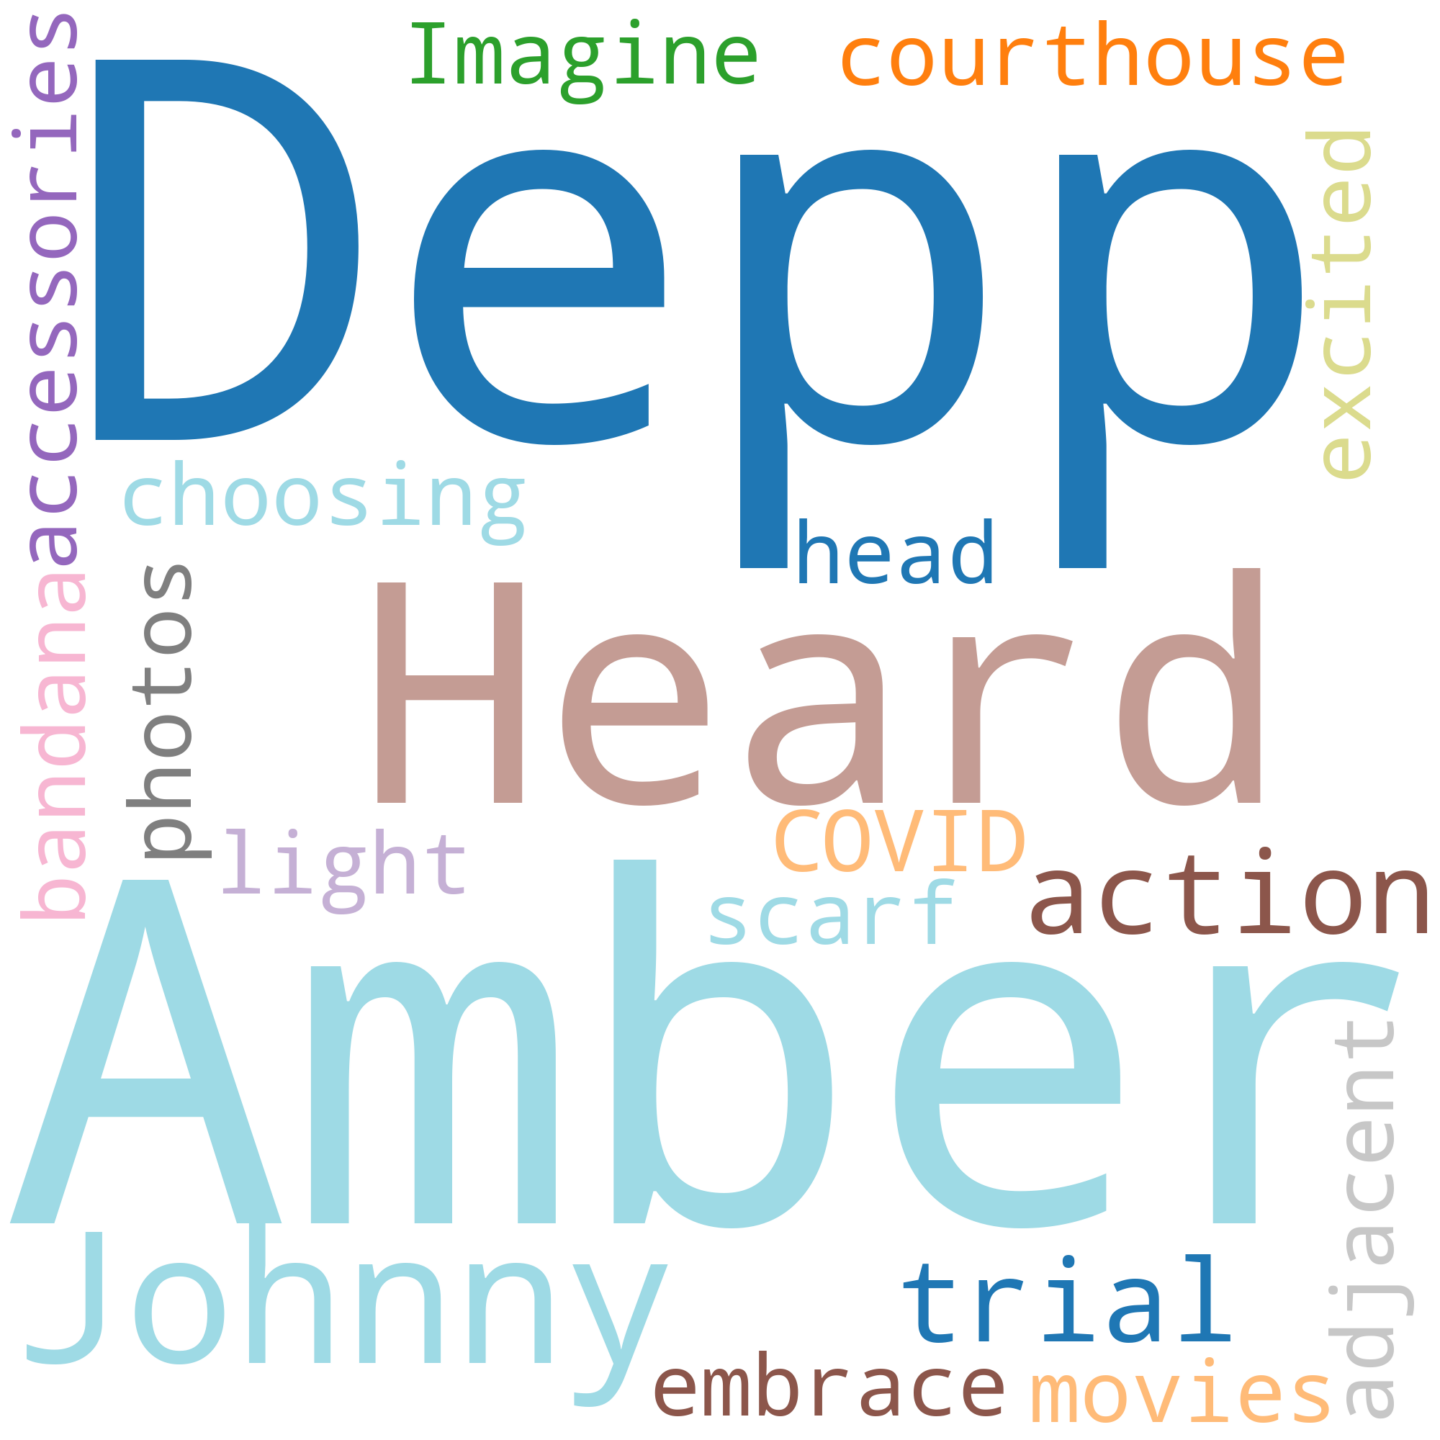 Imagine
courthouse
accessories
Depp
excited
choosing
head
photos
bandana
Heard
light
COVID
scarf
action
Amber
adjacent
Johnny
trial
embrace
movies